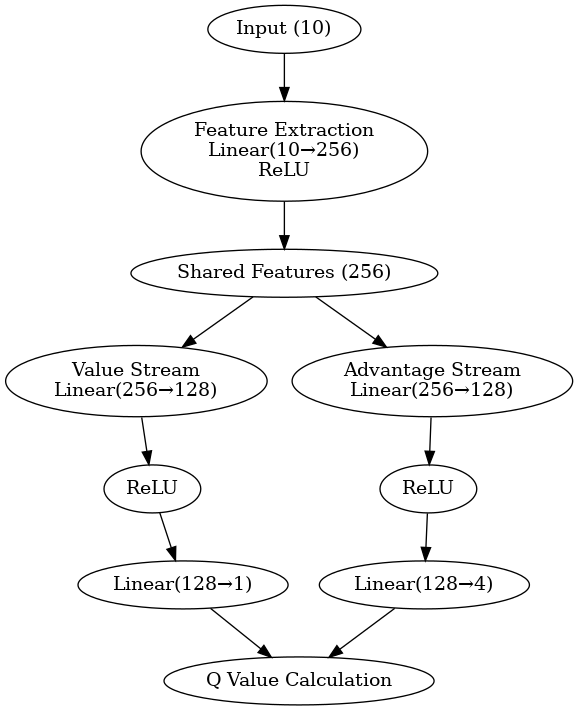 Input (10)
Feature Extraction
Linear(10→256)
ReLU
Shared Features (256)
Value Stream
Linear(256→128)
Advantage Stream
Linear(256→128)
ReLU
ReLU
Linear(128→1)
Linear(128→4)
Q Value Calculation